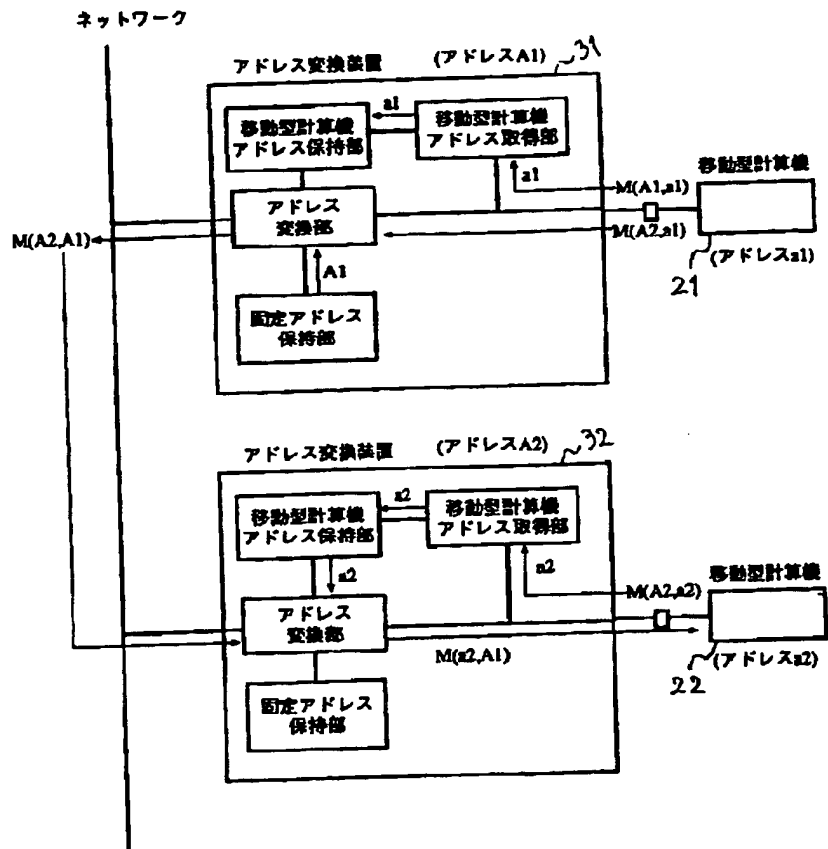 ネットワーク
アドレス変換装置
(アドレスA1)
31
移動型計算機
アドレス保持部
a1
移動型計算機
アドレス取得部
a1
M(A1,a1)
移動型計算機
アドレス
変換部
M(A2,A1)
M(A2,a1)
21
(アドレスa1)
A1
固定アドレス
保持部
アドレス変換装置
(アドレスA2)
32
移動型計算機
アドレス保持部
a2
移動型計算機
アドレス取得部
a2
a2
M(A2,a2)
移動型計算機
アドレス
変換部
M(a2,A1)
22
(アドレスa2)
固定アドレス
保持部